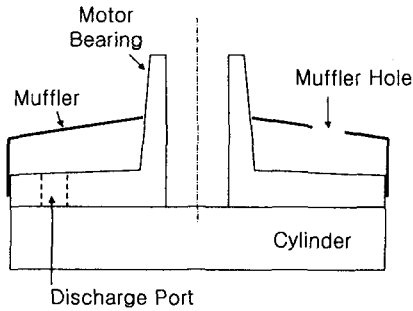 Motor
Bearing
Muffler Hole
Muffler
Cylinder
Discharge Port